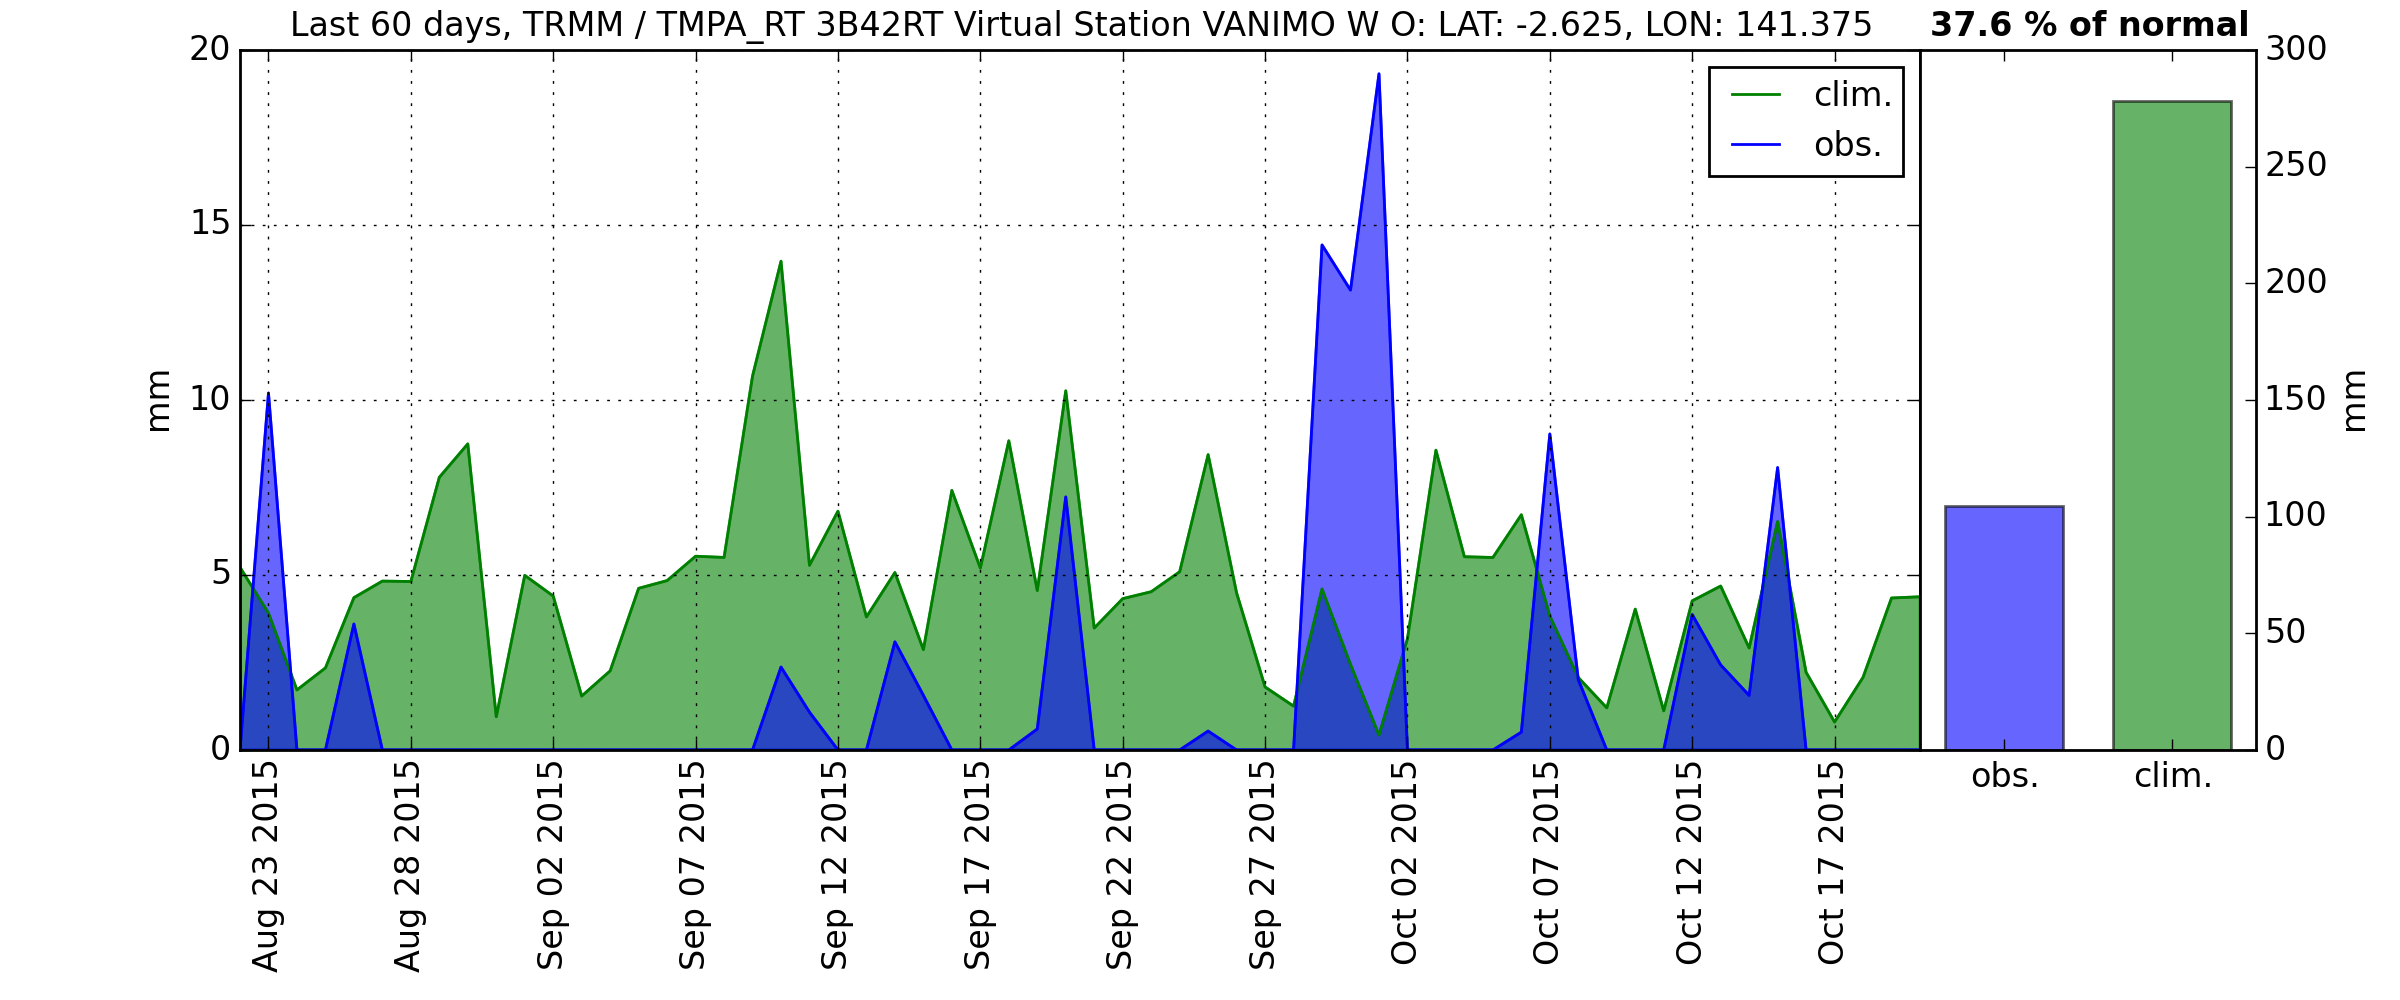 Last 60 days, TRMM / TMPA_RT 3B42RT Virtual Station VANIMO W O: LAT: -2.625, LON: 141.375
37.6 % of normal
20
15
10
5
0
mm
clim.
obs.
Aug 23 2015
Aug 28 2015
Sep 02 2015
Sep 07 2015
Sep 12 2015
Sep 17 2015
Sep 22 2015
Sep 27 2015
Oct 02 2015
Oct 07 2015
Oct 12 2015
Oct 17 2015
300
250
200
150
100
50
0
mm
obs.
clim.